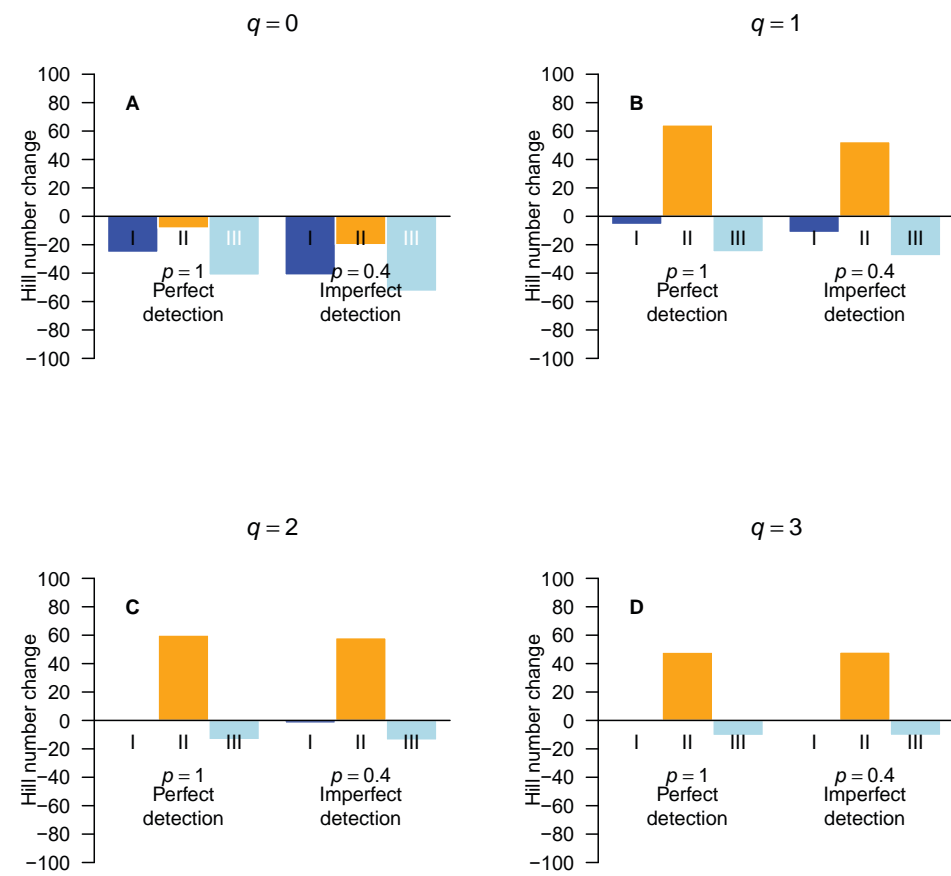 q = 0
100
80
60
40
20
0
−20
−40
−60
−80
−100
Hill number change
A
I II III I II III
p = 1 p = 0.4
Perfect Imperfect
detection detection
q = 1
100
80
60
40
20
0
−20
−40
−60
−80
−100
Hill number change
B
I II III I II III
p = 1 p = 0.4
Perfect Imperfect
detection detection
q = 2
100
80
60
40
20
0
−20
−40
−60
−80
−100
Hill number change
C
I II III I II III
p = 1 p = 0.4
Perfect Imperfect
detection detection
q = 3
100
80
60
40
20
0
−20
−40
−60
−80
−100
Hill number change
D
I II III I II III
p = 1 p = 0.4
Perfect Imperfect
detection detection